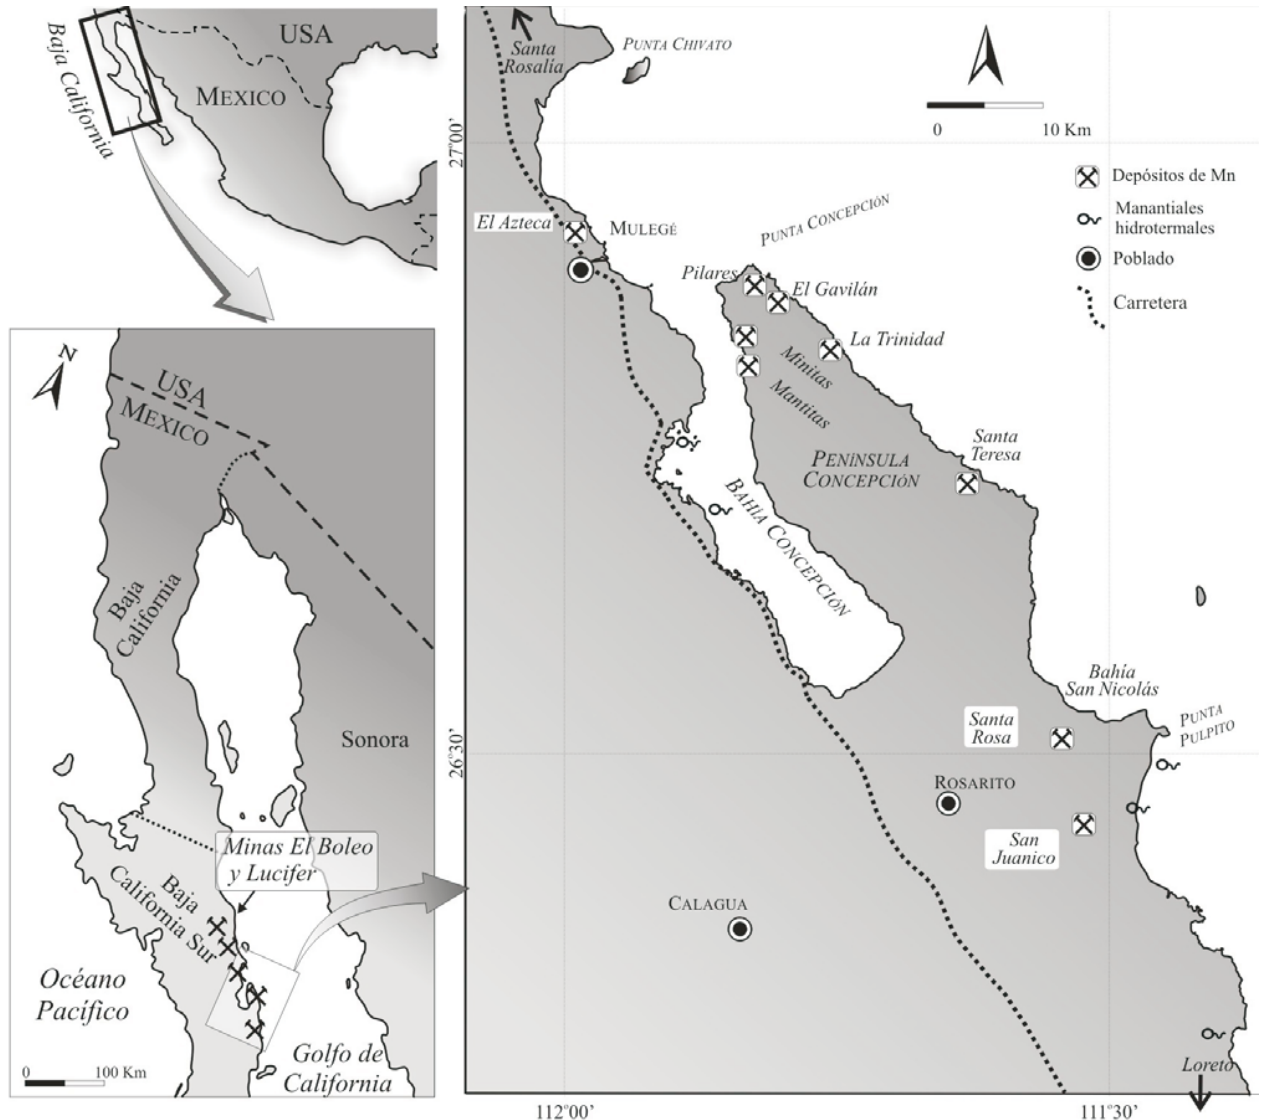 USA
MEXICO
Baja California
N
USA
MEXICO
Baja
California
Sonora
Minas El Boleo
y Lucifer
Baja
California Sur
Océano
Pacífico
Golfo de
California
0 100 Km
Santa
Rosalía
PUNTA CHIVATO
0 10 Km
27°00'
Depósitos de Mn
Manantiales
hidrotermales
Poblado
Carretera
El Azteca
MULEGÉ
PUNTA CONCEPCIÓN
Pilares
El Gavilán
La Trinidad
Minitas
Mantitas
Santa
Teresa
PENÍNSULA
CONCEPCIÓN
BAHÍA CONCEPCIÓN
Bahía
San Nicolás
PUNTA
PULPITO
Santa
Rosa
26°30'
ROSARITO
San
Juanico
CALAGUA
Loreto
112°00'
111°30'